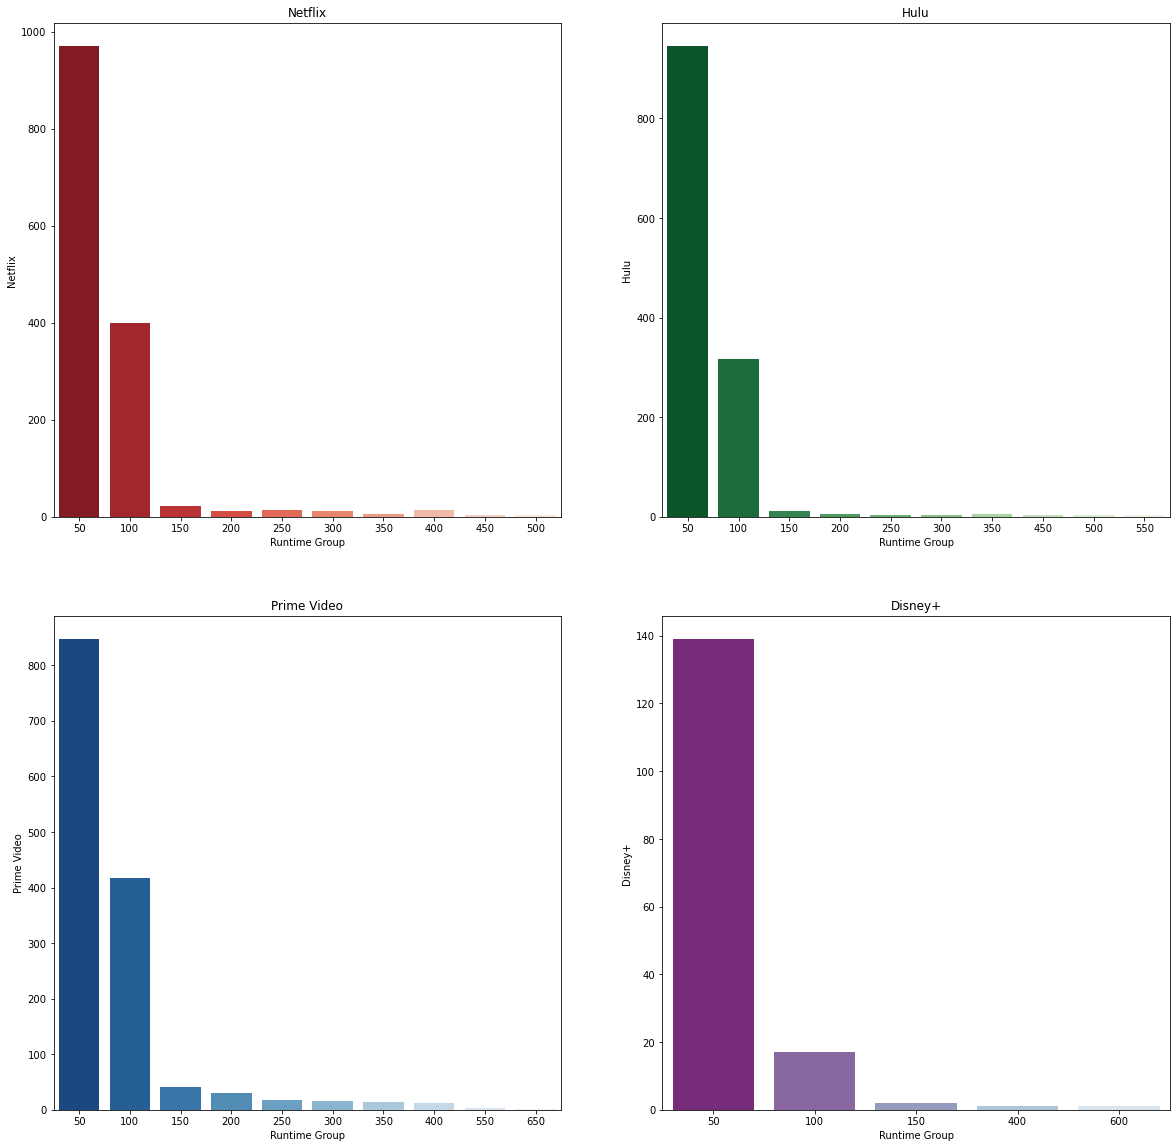 Netflix
1000
800
600
400
200
0
Netflix
50 100 150 200 250 300 350 400 450 500
Runtime Group
Hulu
800
600
400
200
0
Hulu
50 100 150 200 250 300 350 450 500 550
Runtime Group
Prime Video
800
700
600
500
400
300
200
100
0
Prime Video
50 100 150 200 250 300 350 400 550 650
Runtime Group
Disney+
140
120
100
80
60
40
20
0
Disney+
50 100 150 400 600
Runtime Group